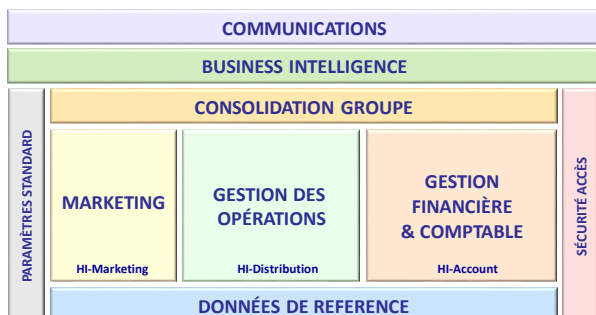 COMMUNICATIONS
BUSINESS INTELLIGENCE
PARAMÈTRES STANDARD
CONSOLIDATION GROUPE
MARKETING
HI-Marketing
GESTION DES
OPÉRATIONS
HI-Distribution
GESTION
FINANCIÈRE
& COMPTABLE
HI-Account
SÉCURITÉ ACCÈS
DONNÉES DE REFERENCE